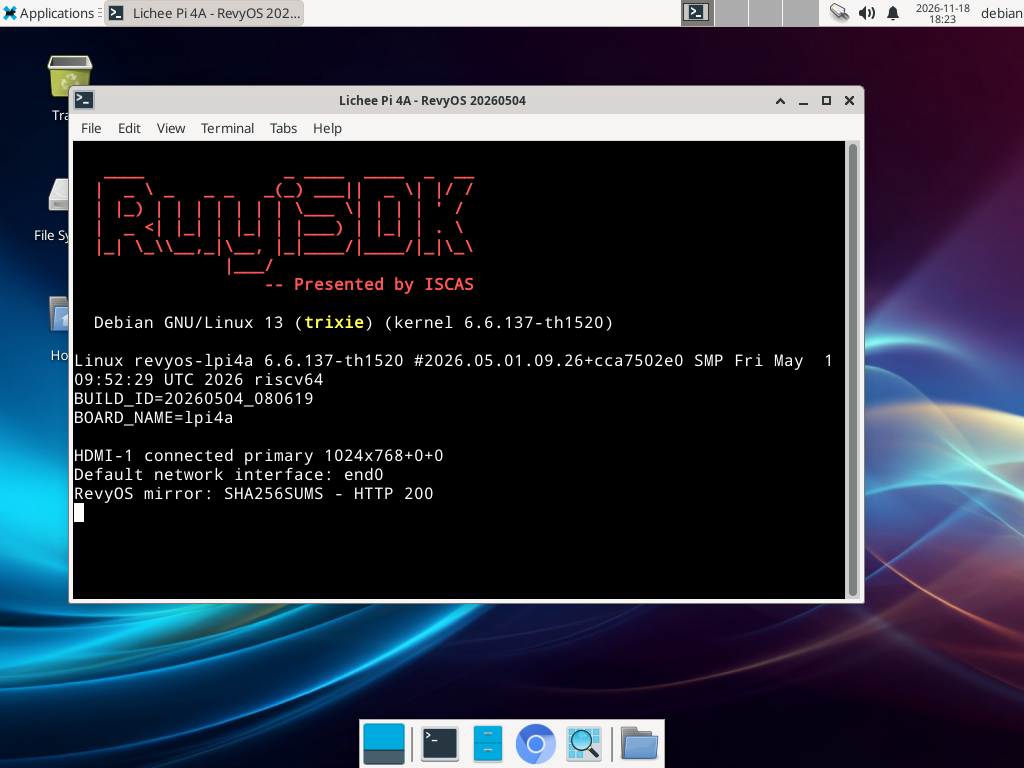 Applications
Lichee Pi 4A - RevyOS 202...
2026-11-18
18:23
debian
Lichee Pi 4A - RevyOS 20260504
File Edit View Terminal Tabs Help
RuyiSDK
-- Presented by ISCAS
Debian GNU/Linux 13 (trixie) (kernel 6.6.137-th1520)
Linux revyos-lpi4a 6.6.137-th1520 #2026.05.01.09.26+cca7502e0 SMP Fri May  1
09:52:29 UTC 2026 riscv64
BUILD_ID=20260504_080619
BOARD_NAME=lpi4a
HDMI-1 connected primary 1024x768+0+0
Default network interface: end0
RevyOS mirror: SHA256SUMS - HTTP 200
Tra
File Sy
Ho